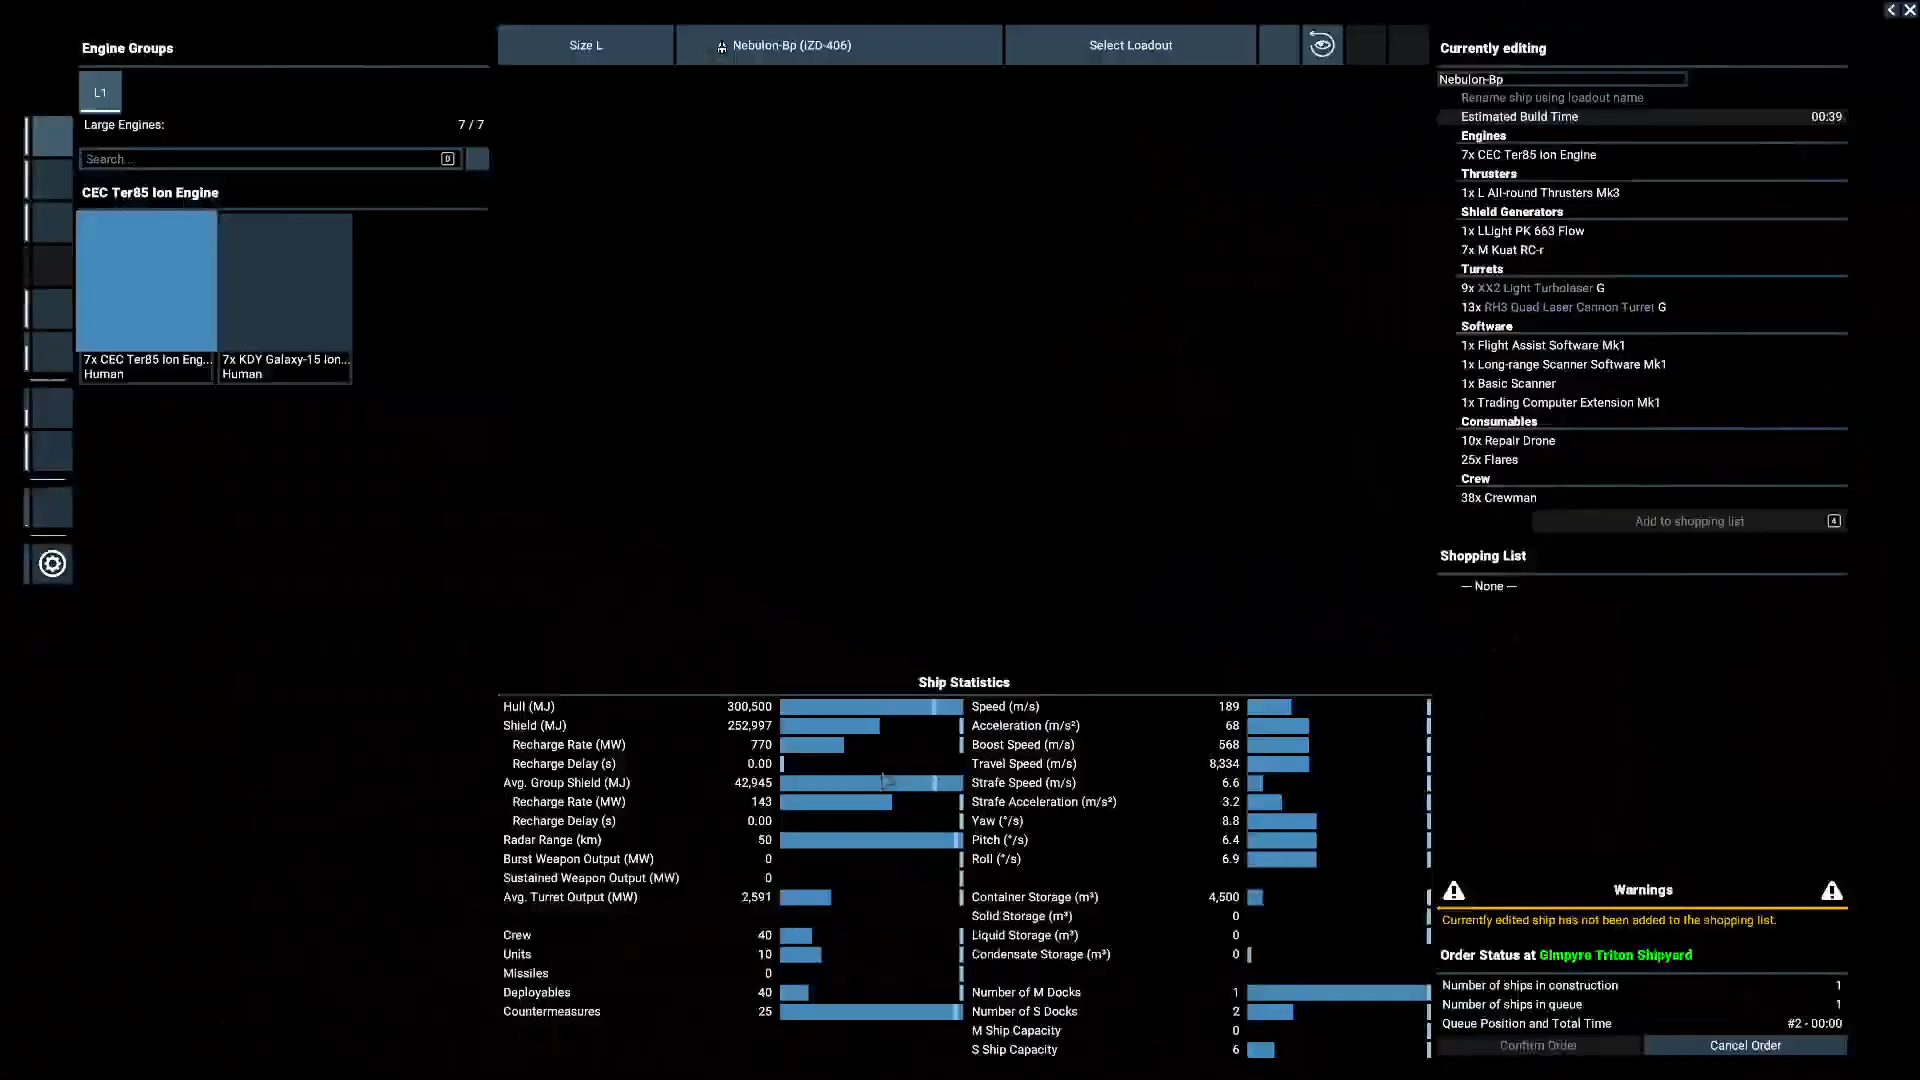 Engine Groups
L1
Large Engines: 7 / 7
Search...
CEC Ter85 Ion Engine
7x CEC Ter85 Ion Eng...
Human
7x KDY Galaxy-15 Ion...
Human
Size L
Nebulon-Bp (IZD-406)
Select Loadout
Ship Statistics
Hull (MJ) 300,500
Shield (MJ) 252,997
Recharge Rate (MW) 770
Recharge Delay (s) 0.00
Avg. Group Shield (MJ) 42,945
Recharge Rate (MW) 143
Recharge Delay (s) 0.00
Radar Range (km) 50
Burst Weapon Output (MW) 0
Sustained Weapon Output (MW) 0
Avg. Turret Output (MW) 2,591
Crew 40
Units 10
Missiles 0
Deployables 40
Countermeasures 25
Speed (m/s) 189
Acceleration (m/s²) 68
Boost Speed (m/s) 568
Travel Speed (m/s) 8,334
Strafe Speed (m/s) 6.6
Strafe Acceleration (m/s²) 3.2
Yaw (°/s) 8.8
Pitch (°/s) 6.4
Roll (°/s) 6.9
Container Storage (m³) 4,500
Solid Storage (m³) 0
Liquid Storage (m³) 0
Condensate Storage (m³) 0
Number of M Docks 1
Number of S Docks 2
M Ship Capacity 0
S Ship Capacity 6
Currently editing
Nebulon-Bp
Rename ship using loadout name
Estimated Build Time 00:39
Engines
7x CEC Ter85 Ion Engine
Thrusters
1x L All-round Thrusters Mk3
Shield Generators
1x LLight PK 663 Flow
7x M Kuat RC-r
Turrets
9x XX2 Light Turbolaser G
13x RH3 Quad Laser Cannon Turret G
Software
1x Flight Assist Software Mk1
1x Long-range Scanner Software Mk1
1x Basic Scanner
1x Trading Computer Extension Mk1
Consumables
10x Repair Drone
25x Flares
Crew
38x Crewman
Add to shopping list 4
Shopping List
— None —
Warnings
Currently edited ship has not been added to the shopping list.
Order Status at Gimpyro Triton Shipyard
Number of ships in construction 1
Number of ships in queue 1
Queue Position and Total Time #2 - 00:00
Confirm Order
Cancel Order